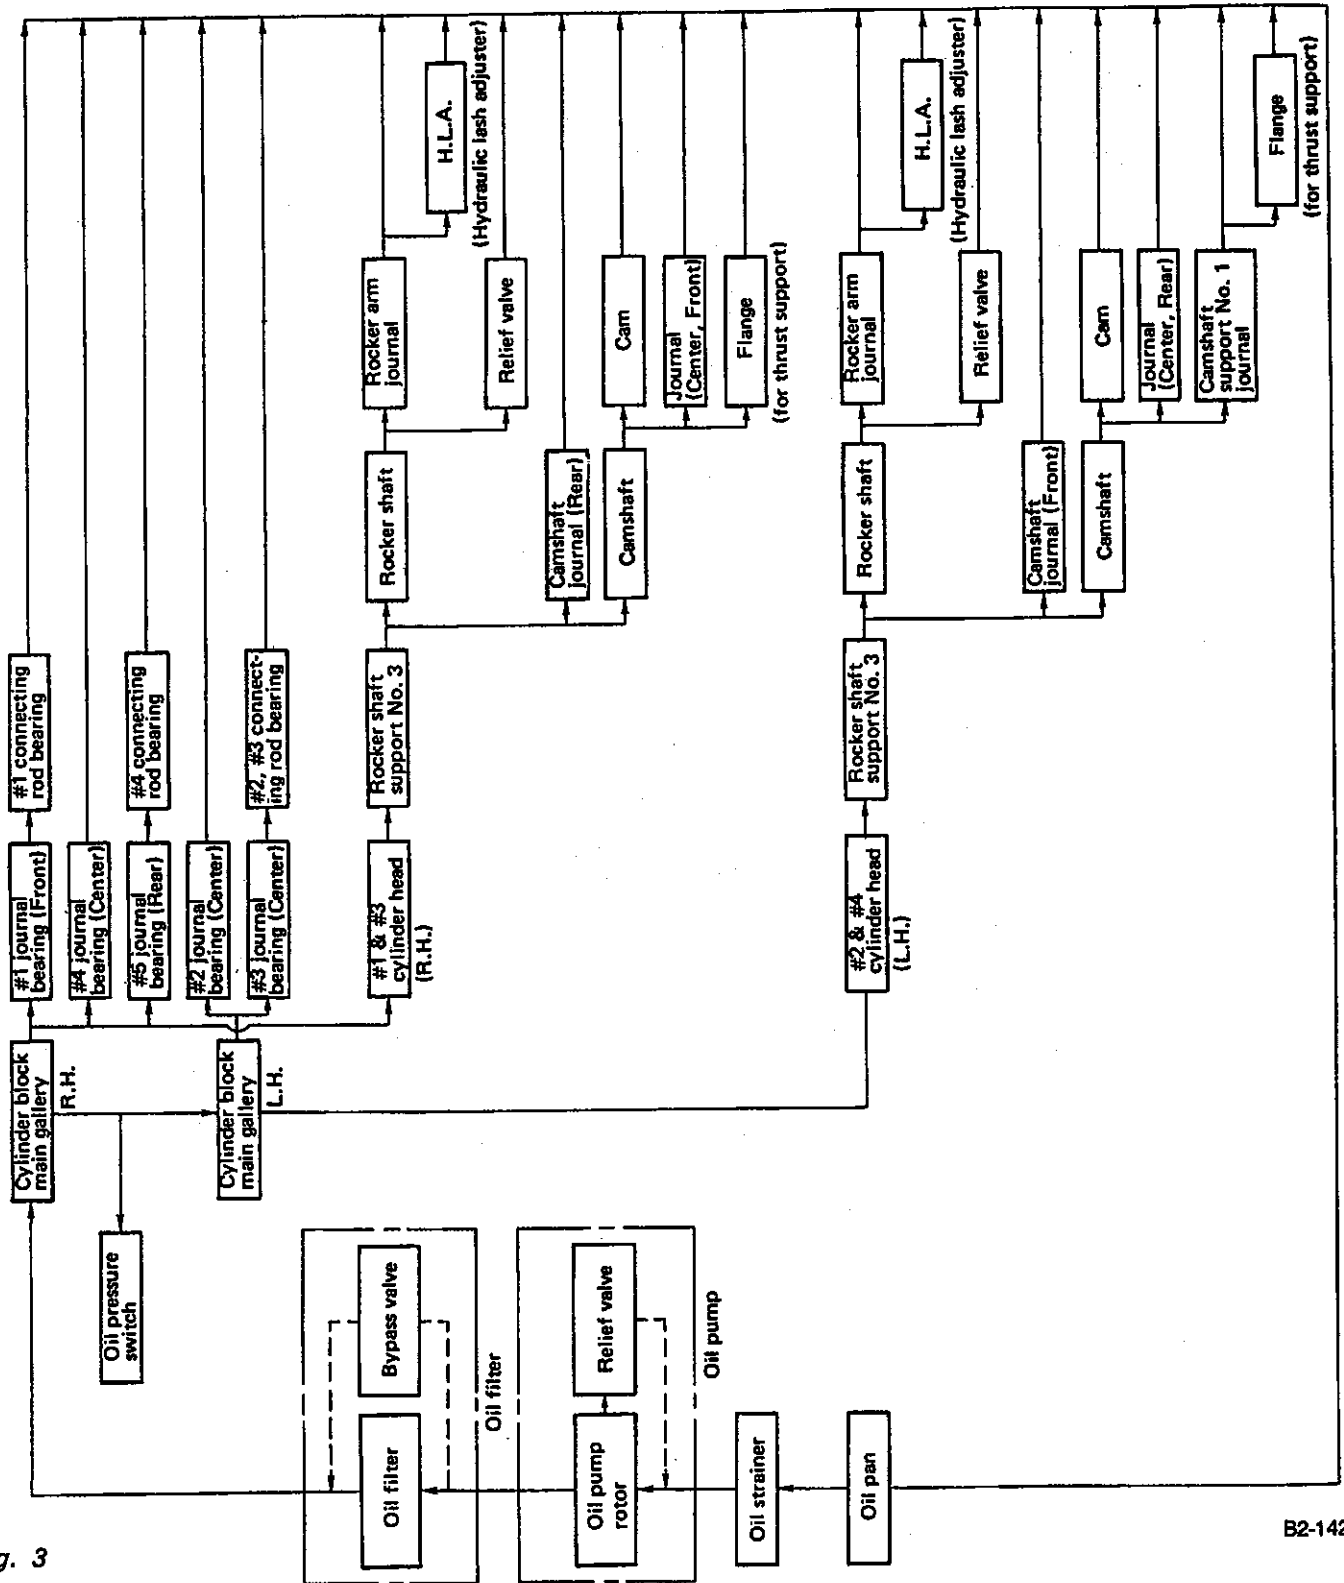 #1 connecting
rod bearing
#4 connecting
rod bearing
#2, #3 connect-
ing rod bearing
#1 journal
bearing (Front)
#4 journal
bearing (Center)
#5 journal
bearing (Rear)
#2 journal
bearing (Center)
#3 journal
bearing (Center)
Cylinder block
main gallery
R.H.
Cylinder block
main gallery
L.H.
Oil pressure
switch
#1 & #3
cylinder head
(R.H.)
Rocker shaft
support No. 3
Rocker shaft
Rocker arm
journal
H.L.A.
(Hydraulic lash adjuster)
Relief valve
Camshaft
journal (Rear)
Camshaft
Cam
Journal
(Center, Front)
Flange
(for thrust support)
#2 & #4
cylinder head
(L.H.)
Rocker shaft
support No. 3
Rocker shaft
Rocker arm
journal
H.L.A.
(Hydraulic lash adjuster)
Relief valve
Camshaft
journal (Front)
Camshaft
Cam
Journal
(Center, Rear)
Camshaft
support No. 1
journal
Flange
(for thrust support)
Bypass valve
Oil filter
Oil filter
Relief valve
Oil pump
rotor
Oil pump
Oil strainer
Oil pan
B2-142
g. 3